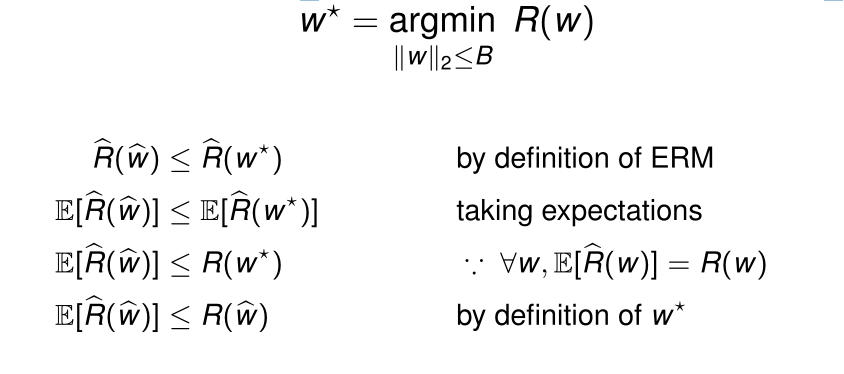 w⋆ = argmin R(w)
‖w‖₂≤B
R̂(ŵ) ≤ R̂(w⋆) by definition of ERM
𝔼[R̂(ŵ)] ≤ 𝔼[R̂(w⋆)] taking expectations
𝔼[R̂(ŵ)] ≤ R(w⋆) ∵ ∀w, 𝔼[R̂(w)] = R(w)
𝔼[R̂(ŵ)] ≤ R(ŵ) by definition of w⋆